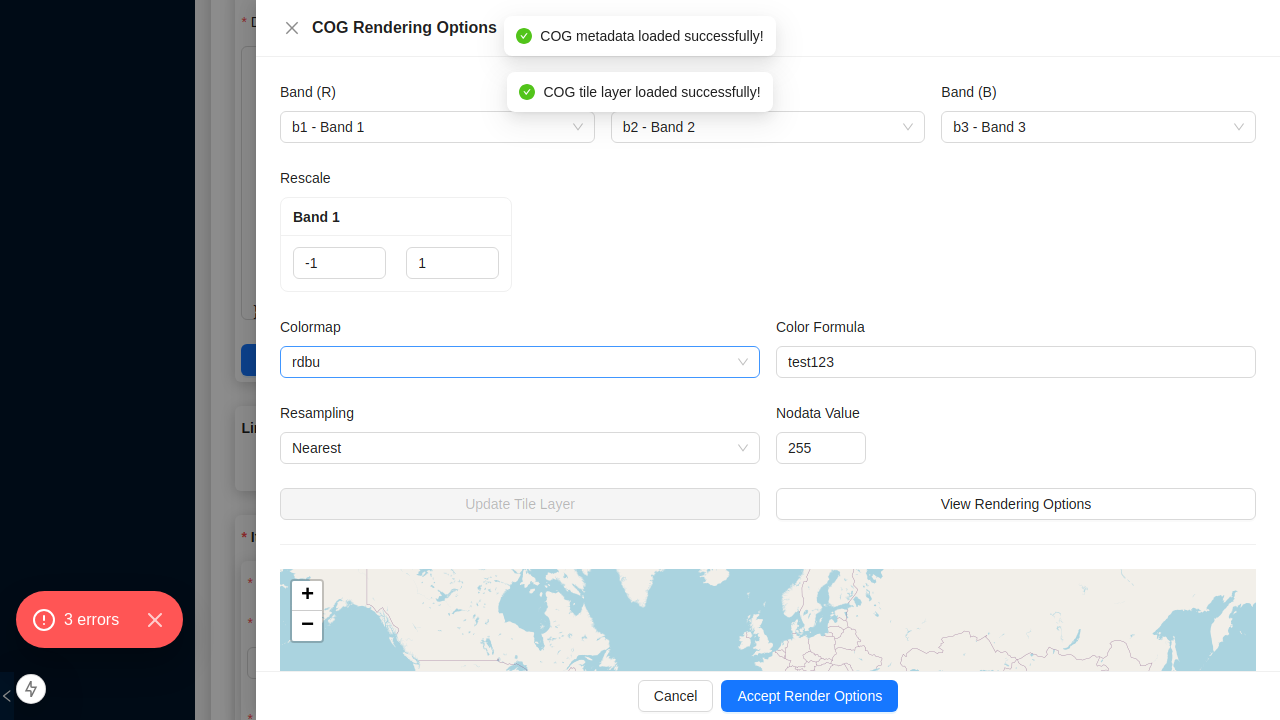 COG Rendering Options
COG metadata loaded successfully!
COG tile layer loaded successfully!
Band (R)
Band (B)
b1 - Band 1
b2 - Band 2
b3 - Band 3
Rescale
Band 1
-1
1
Colormap
Color Formula
rdbu
test123
Resampling
Nodata Value
Nearest
255
Update Tile Layer
View Rendering Options
+
−
3 errors
Cancel
Accept Render Options